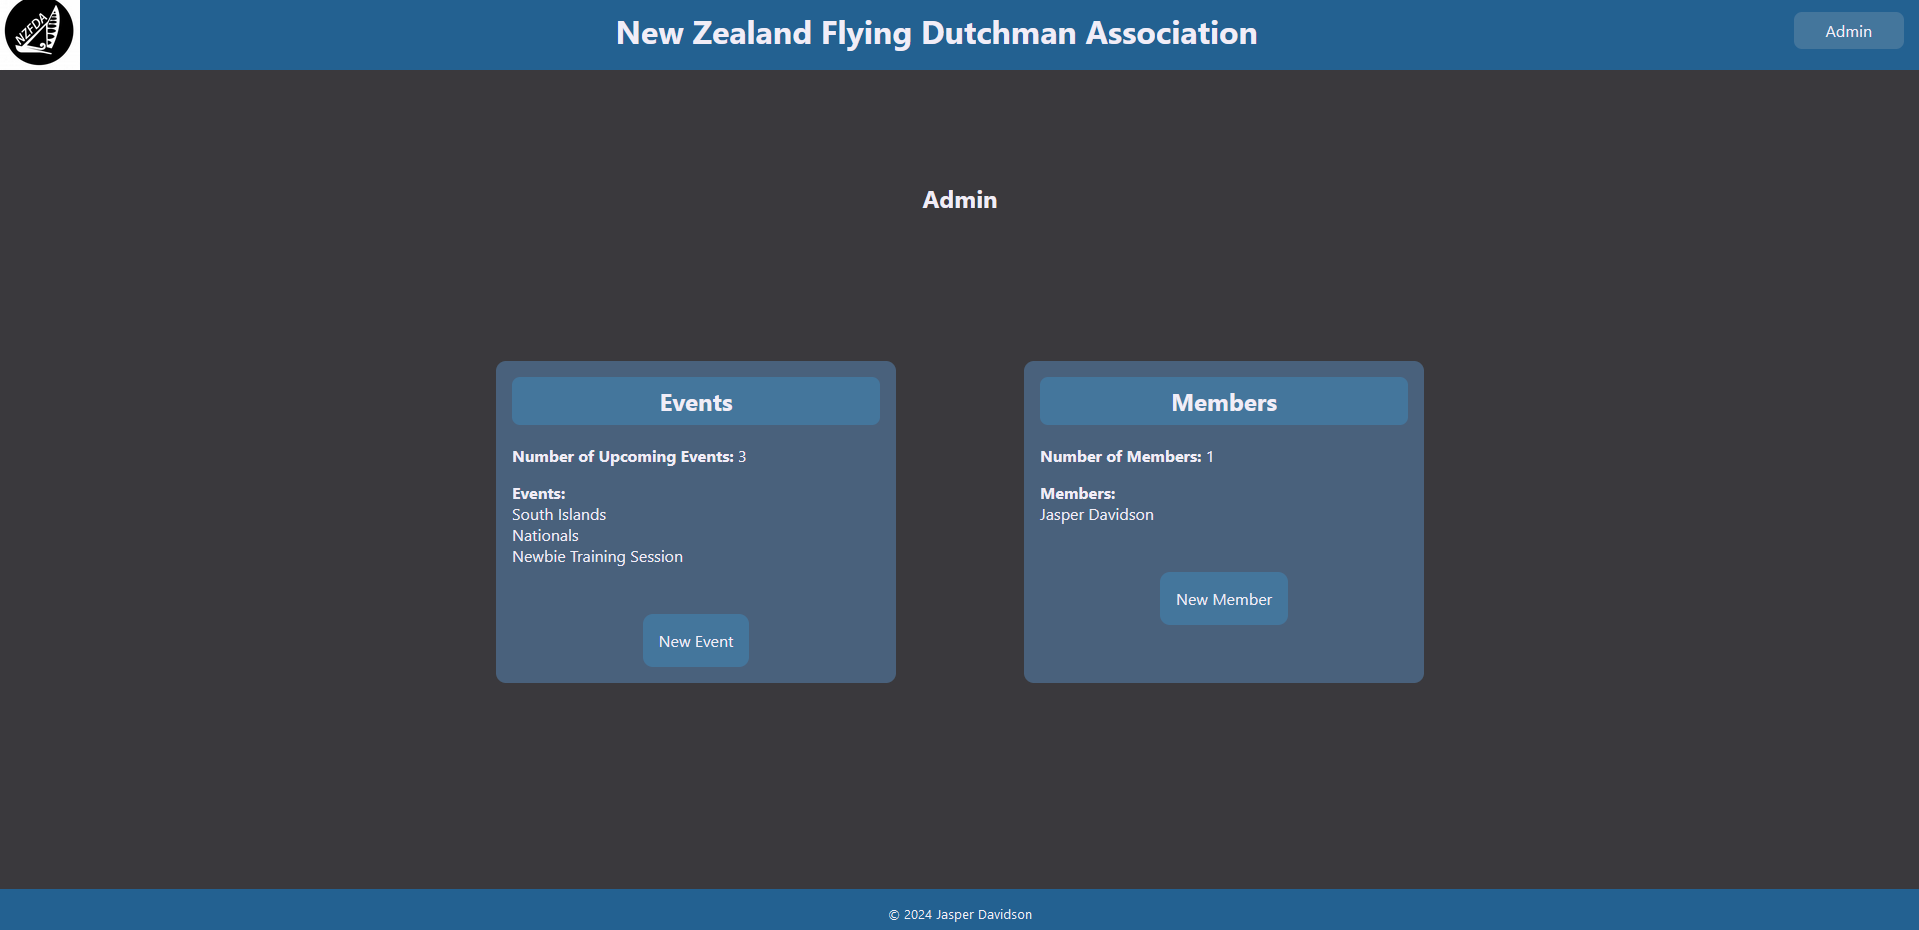 NZFDA
New Zealand Flying Dutchman Association
Admin
Admin
Events
Number of Upcoming Events: 3
Events:
South Islands
Nationals
Newbie Training Session
New Event
Members
Number of Members: 1
Members:
Jasper Davidson
New Member
© 2024 Jasper Davidson